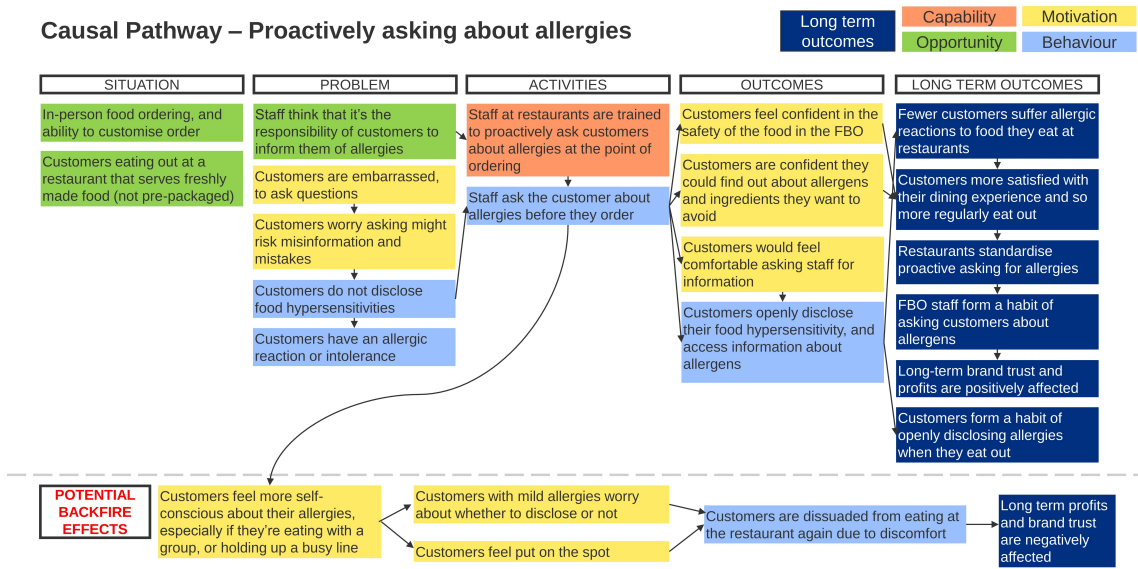 Causal Pathway – Proactively asking about allergies
Long term
outcomes
Capability
Motivation
Opportunity
Behaviour
SITUATION
PROBLEM
ACTIVITIES
OUTCOMES
LONG TERM OUTCOMES
In-person food ordering, and
ability to customise order
Customers eating out at a
restaurant that serves freshly
made food (not pre-packaged)
Staff think that it's the
responsibility of customers to
inform them of allergies
Customers are embarrassed,
to ask questions
Customers worry asking might
risk misinformation and
mistakes
Customers do not disclose
food hypersensitivities
Customers have an allergic
reaction or intolerance
Staff at restaurants are trained
to proactively ask customers
about allergies at the point of
ordering
Staff ask the customer about
allergies before they order
Customers feel confident in the
safety of the food in the FBO
Customers are confident they
could find out about allergens
and ingredients they want to
avoid
Customers would feel
comfortable asking staff for
information
Customers openly disclose
their food hypersensitivity, and
access information about
allergens
Fewer customers suffer allergic
reactions to food they eat at
restaurants
Customers more satisfied with
their dining experience and so
more regularly eat out
Restaurants standardise
proactive asking for allergies
FBO staff form a habit of
asking customers about
allergens
Long-term brand trust and
profits are positively affected
Customers form a habit of
openly disclosing allergies
when they eat out
POTENTIAL
BACKFIRE
EFFECTS
Customers feel more self-
conscious about their allergies,
especially if they're eating with a
group, or holding up a busy line
Customers with mild allergies worry
about whether to disclose or not
Customers feel put on the spot
Customers are dissuaded from eating at
the restaurant again due to discomfort
Long term profits
and brand trust
are negatively
affected